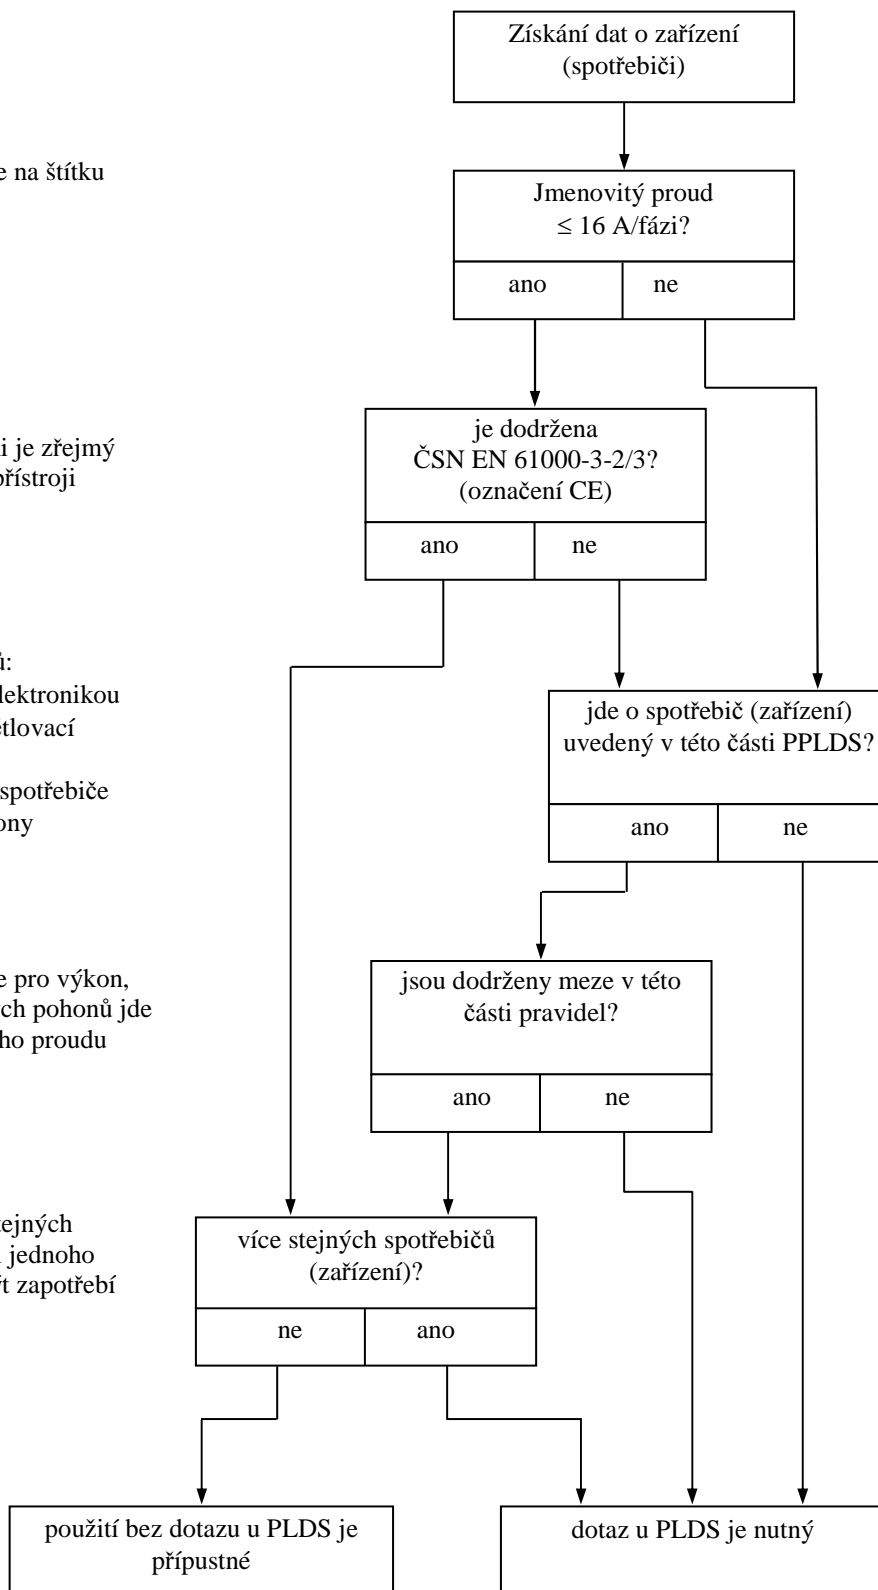 Získání dat o zařízení
(spotřebiči)
e na štítku
Jmenovitý proud
≤ 16 A/fázi?
ano
ne
i je zřejmý
přístroji
je dodržena
ČSN EN 61000-3-2/3?
(označení CE)
ano
ne
ů:
lektronikou
etlovací
spotřebiče
ony
jde o spotřebič (zařízení)
uvedený v této části PPLDS?
ano
ne
e pro výkon,
ch pohonů jde
ho proudu
jsou dodrženy meze v této
části pravidel?
ano
ne
tejných
jednoho
ýt zapotřebí
více stejných spotřebičů
(zařízení)?
ne
ano
použití bez dotazu u PLDS je
přípustné
dotaz u PLDS je nutný